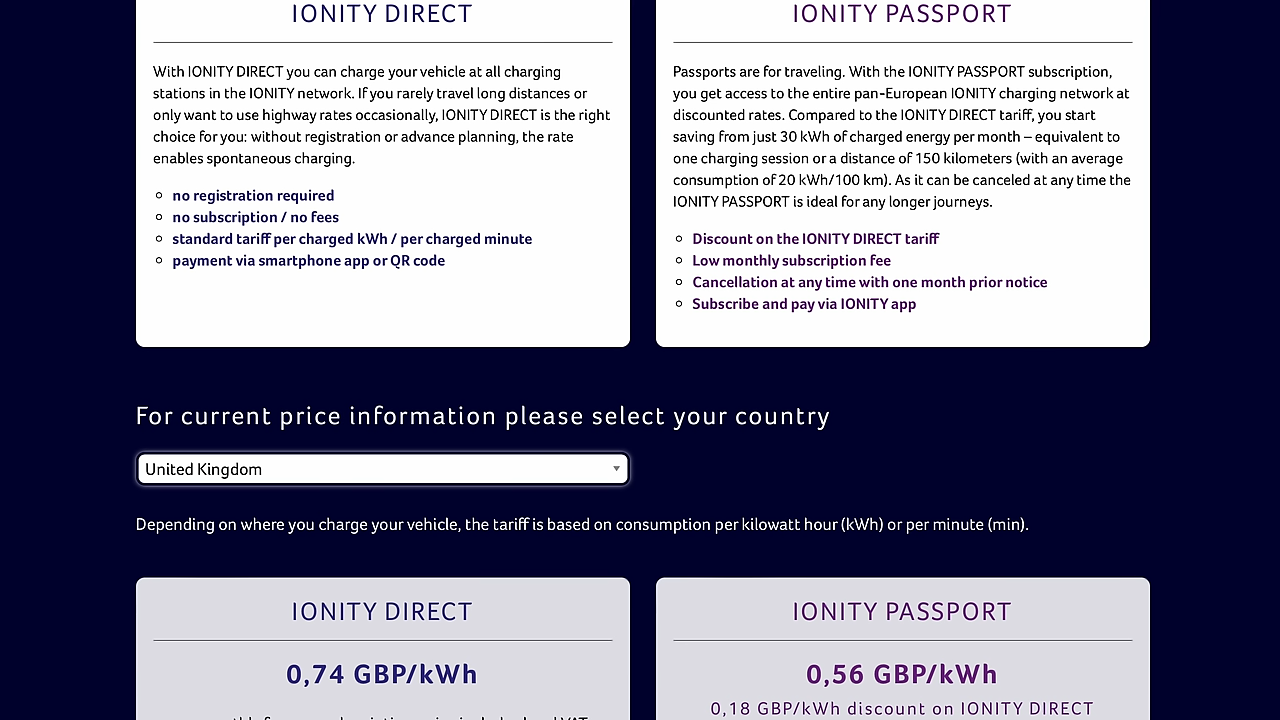 IONITY DIRECT
With IONITY DIRECT you can charge your vehicle at all charging
stations in the IONITY network. If you rarely travel long distances or
only want to use highway rates occasionally, IONITY DIRECT is the right
choice for you: without registration or advance planning, the rate
enables spontaneous charging.
no registration required
no subscription / no fees
standard tariff per charged kWh / per charged minute
payment via smartphone app or QR code
IONITY PASSPORT
Passports are for traveling. With the IONITY PASSPORT subscription,
you get access to the entire pan-European IONITY charging network at
discounted rates. Compared to the IONITY DIRECT tariff, you start
saving from just 30 kWh of charged energy per month – equivalent to
one charging session or a distance of 150 kilometers (with an average
consumption of 20 kWh/100 km). As it can be canceled at any time the
IONITY PASSPORT is ideal for any longer journeys.
Discount on the IONITY DIRECT tariff
Low monthly subscription fee
Cancellation at any time with one month prior notice
Subscribe and pay via IONITY app
For current price information please select your country
United Kingdom
Depending on where you charge your vehicle, the tariff is based on consumption per kilowatt hour (kWh) or per minute (min).
IONITY DIRECT
0,74 GBP/kWh
IONITY PASSPORT
0,56 GBP/kWh
0,18 GBP/kWh discount on IONITY DIRECT